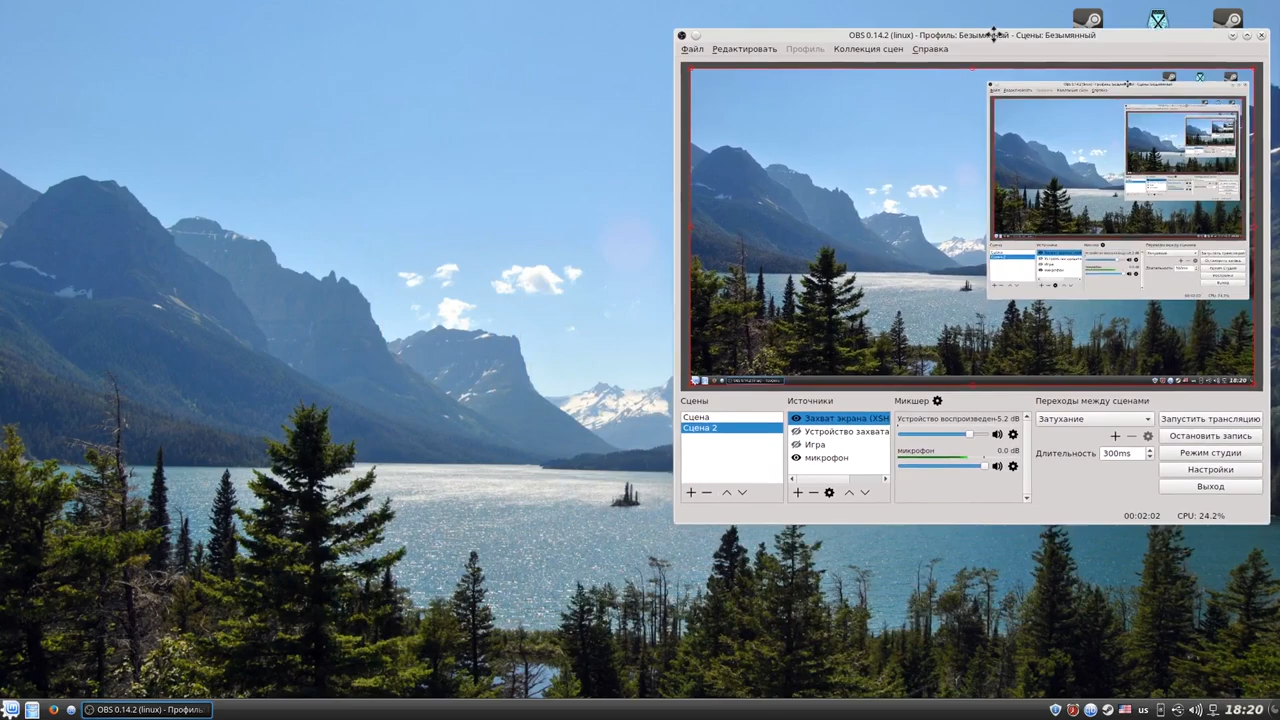 OBS 0.14.2 (linux) - Профиль: Безымянный - Сцены: Безымянный
Файл Редактировать Профиль Коллекция сцен Справка
Сцены
Сцена
Сцена 2
Источники
Захват экрана (XSH
Устройство захвата
Игра
микрофон
Микшер
Устройство воспроизведен -5.2 dB
микрофон 0.0 dB
Переходы между сценами
Затухание
Длительность 300ms
Запустить трансляцию
Остановить запись
Режим студии
Настройки
Выход
00:02:02 CPU: 24.2%
OBS 0.14.2 (linux) - Профиль
us 18:20